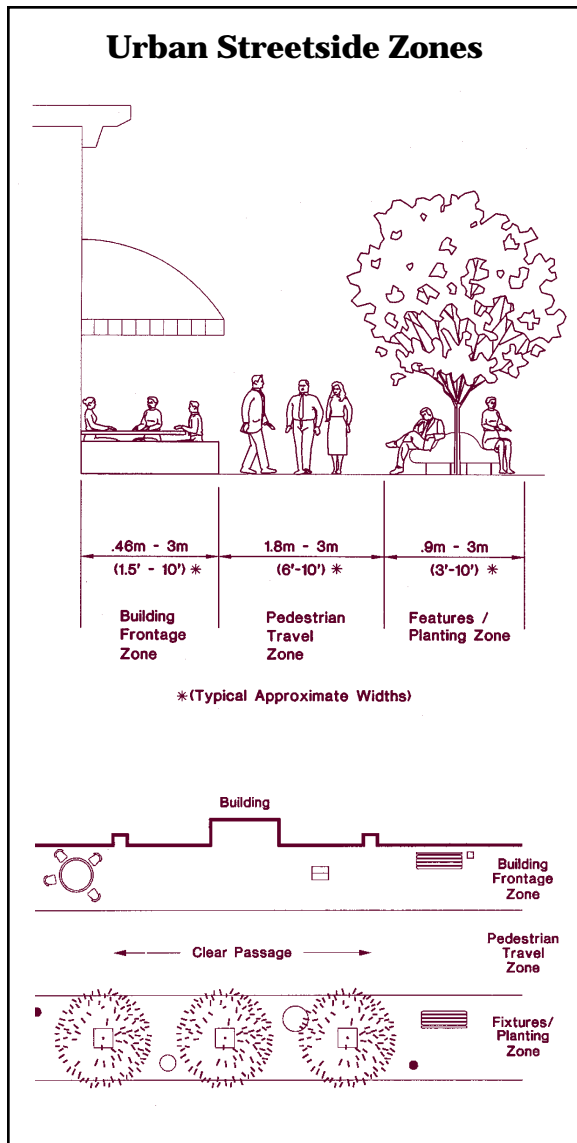 Urban Streetside Zones
.46m - 3m
(1.5' - 10') *
1.8m - 3m
(6'-10') *
.9m - 3m
(3'-10') *
Building
Frontage
Zone
Pedestrian
Travel
Zone
Features /
Planting Zone
*(Typical Approximate Widths)
Building
Building
Frontage
Zone
Clear Passage
Pedestrian
Travel
Zone
Fixtures/
Planting
Zone